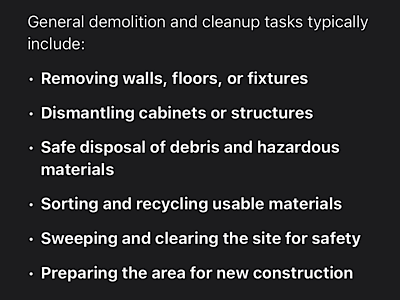 General demolition and cleanup tasks typically
include:
• Removing walls, floors, or fixtures
• Dismantling cabinets or structures
• Safe disposal of debris and hazardous
materials
• Sorting and recycling usable materials
• Sweeping and clearing the site for safety
• Preparing the area for new construction